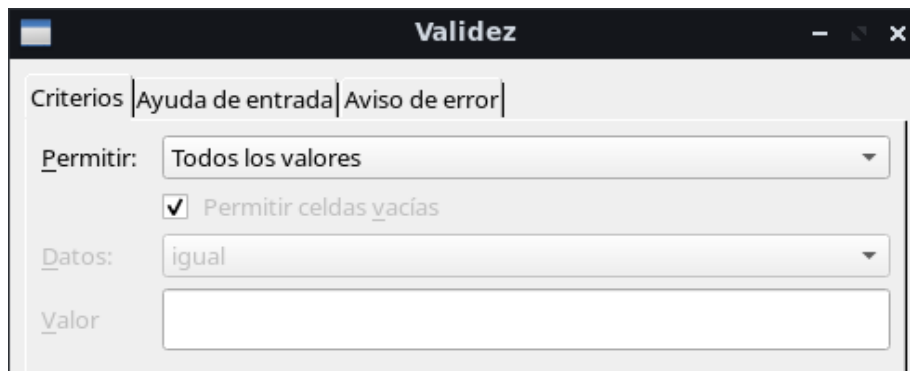 Validez
Criterios Ayuda de entrada Aviso de error
Permitir: Todos los valores
Permitir celdas vacías
Datos: igual
Valor